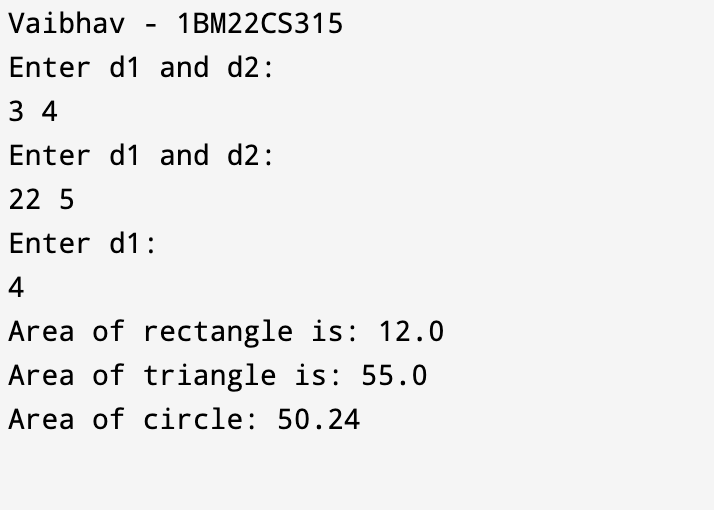 Vaibhav - 1BM22CS315
Enter d1 and d2:
3 4
Enter d1 and d2:
22 5
Enter d1:
4
Area of rectangle is: 12.0
Area of triangle is: 55.0
Area of circle: 50.24